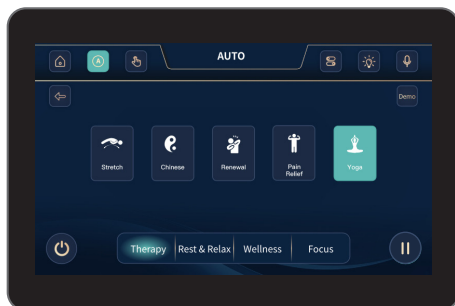 A
AUTO
Demo
Stretch
Chinese
Renewal
Pain
Relief
Yoga
Therapy
Rest & Relax
Wellness
Focus